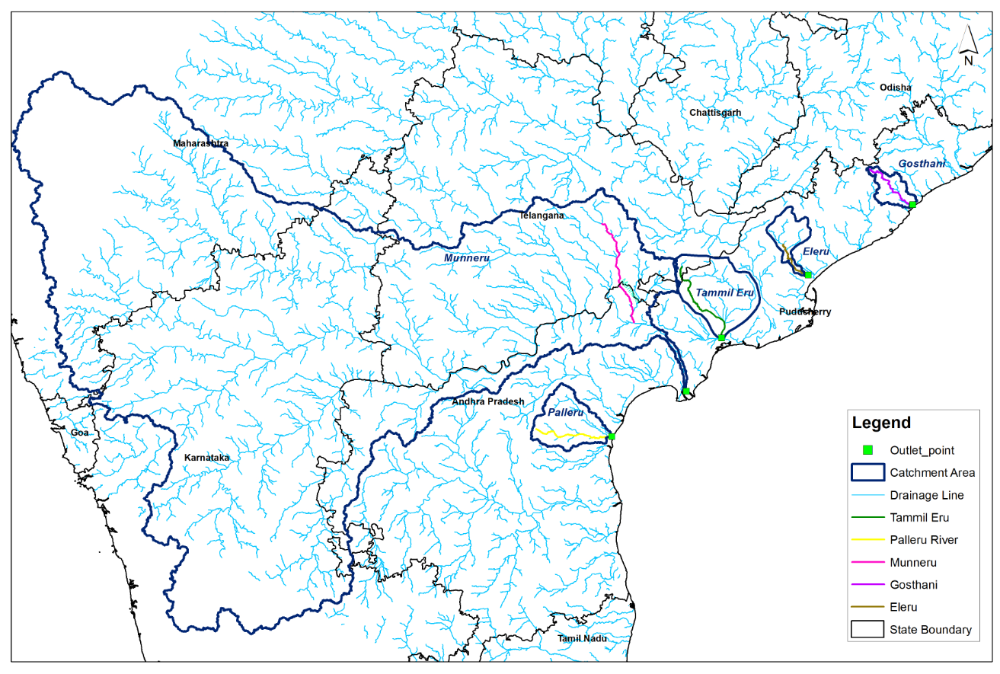 N
Odisha
Chattisgarh
Maharashtra
Gosthani
Telangana
Munneru
Eleru
Tammil Eru
Puducherry
Andhra Pradesh
Palleru
Goa
Karnataka
Tamil Nadu
Legend
Outlet_point
Catchment Area
Drainage Line
Tammil Eru
Palleru River
Munneru
Gosthani
Eleru
State Boundary